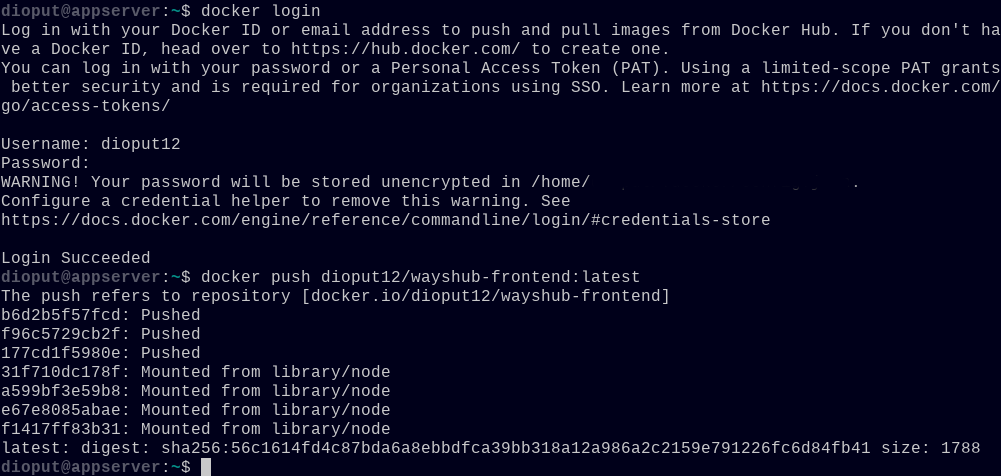 dioput@appserver:~$ docker login
Log in with your Docker ID or email address to push and pull images from Docker Hub. If you don't ha
ve a Docker ID, head over to https://hub.docker.com/ to create one.
You can log in with your password or a Personal Access Token (PAT). Using a limited-scope PAT grants
 better security and is required for organizations using SSO. Learn more at https://docs.docker.com/
go/access-tokens/

Username: dioput12
Password:
WARNING! Your password will be stored unencrypted in /home/ .
Configure a credential helper to remove this warning. See
https://docs.docker.com/engine/reference/commandline/login/#credentials-store

Login Succeeded
dioput@appserver:~$ docker push dioput12/wayshub-frontend:latest
The push refers to repository [docker.io/dioput12/wayshub-frontend]
b6d2b5f57fcd: Pushed
f96c5729cb2f: Pushed
177cd1f5980e: Pushed
31f710dc178f: Mounted from library/node
a599bf3e59b8: Mounted from library/node
e67e8085abae: Mounted from library/node
f1417ff83b31: Mounted from library/node
latest: digest: sha256:56c1614fd4c87bda6a8ebbdfca39bb318a12a986a2c2159e791226fc6d84fb41 size: 1788
dioput@appserver:~$